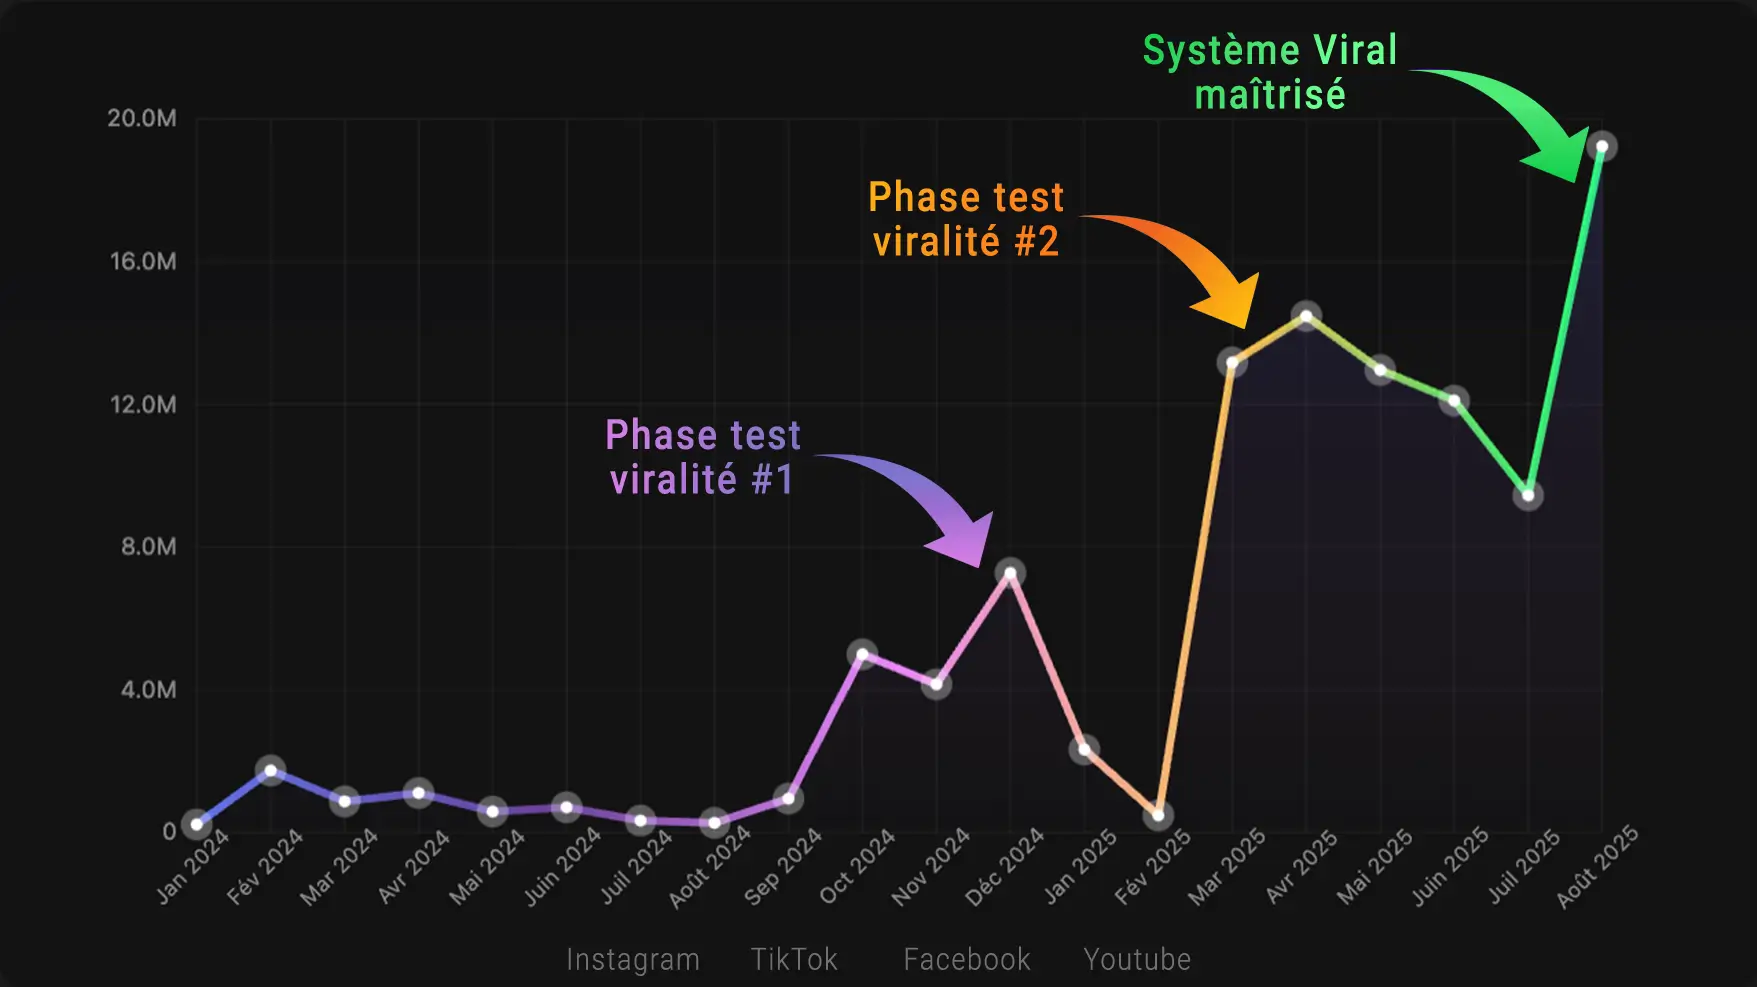 Système Viral
maîtrisé
20.0M
Phase test
viralité #2
16.0M
12.0M
Phase test
viralité #1
8.0M
4.0M
0
Jan 2024
Fév 2024
Mar 2024
Avr 2024
Mai 2024
Juin 2024
Juil 2024
Août 2024
Sep 2024
Oct 2024
Nov 2024
Déc 2024
Jan 2025
Fév 2025
Mar 2025
Avr 2025
Mai 2025
Juin 2025
Juil 2025
Août 2025
Instagram TikTok Facebook Youtube